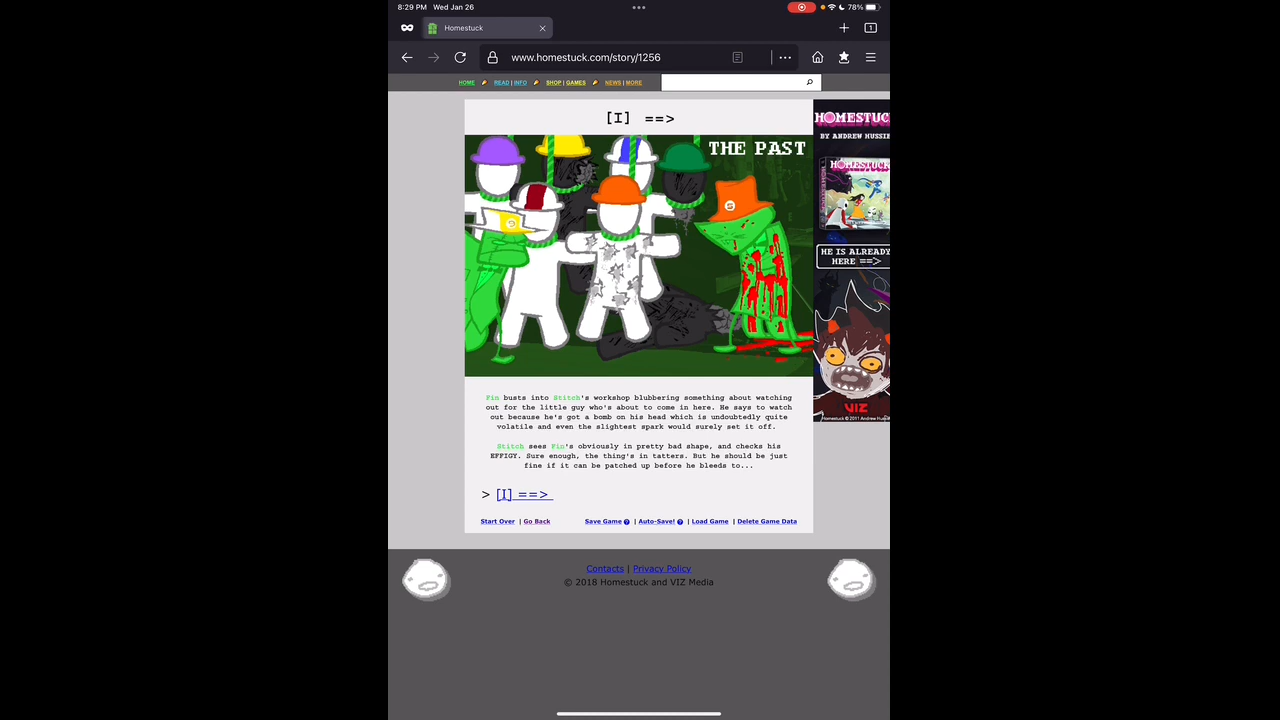 8:29 PM Wed Jan 26
78%
Homestuck
1
www.homestuck.com/story/1256
HOME READ | INFO SHOP | GAMES NEWS | MORE
[I] ==>
THE PAST
HOMESTUC
BY ANDREW HUSSIE
HOMESTUCK
HE IS ALREADY
HERE ==>
VIZ
Fin busts into Stitch's workshop blubbering something about watching
out for the little guy who's about to come in here. He says to watch
out because he's got a bomb on his head which is undoubtedly quite
volatile and even the slightest spark would surely set it off.
Stitch sees Fin's obviously in pretty bad shape, and checks his
EFFIGY. Sure enough, the thing's in tatters. But he should be just
fine if it can be patched up before he bleeds to...
> [I] ==>
Start Over | Go Back Save Game ? | Auto-Save! ? | Load Game | Delete Game Data
Contacts | Privacy Policy
© 2018 Homestuck and VIZ Media